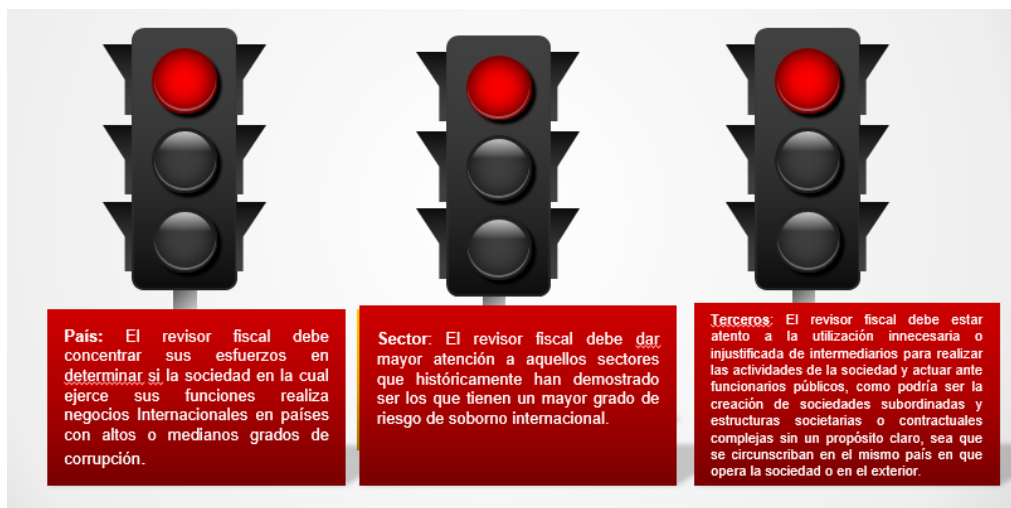 País: El revisor fiscal debe
concentrar sus esfuerzos en
determinar si la sociedad en la cual
ejerce sus funciones realiza
negocios Internacionales en países
con altos o medianos grados de
corrupción.
Sector: El revisor fiscal debe dar
mayor atención a aquellos sectores
que históricamente han demostrado
ser los que tienen un mayor grado de
riesgo de soborno internacional.
Terceros: El revisor fiscal debe estar
atento a la utilización innecesaria o
injustificada de intermediarios para realizar
las actividades de la sociedad y actuar ante
funcionarios públicos, como podría ser la
creación de sociedades subordinadas y
estructuras societarias o contractuales
complejas sin un propósito claro, sea que
se circunscriban en el mismo país en que
opera la sociedad o en el exterior.